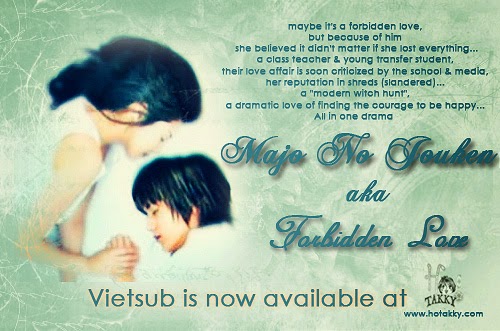 maybe it's a forbidden love,
but because of him
she believed it didn't matter if she lost everything...
a class teacher & young transfer student,
their love affair is soon criticized by the school & media,
her reputation in shreds (slandered)...
a "modern witch hunt",
a dramatic love of finding the courage to be happy...
All in one drama
Majo No Jouken
aka
Forbidden Love
Vietsub is now available at
TAKKY
www.hotakky.com